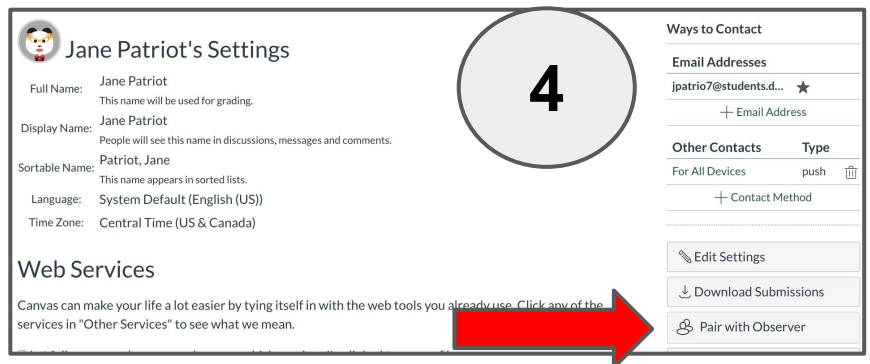 Jane Patriot's Settings
Full Name: Jane Patriot
This name will be used for grading.
Display Name: Jane Patriot
People will see this name in discussions, messages and comments.
Sortable Name: Patriot, Jane
This name appears in sorted lists.
Language: System Default (English (US))
Time Zone: Central Time (US & Canada)
Web Services
Canvas can make your life a lot easier by tying itself in with the web tools you already use. Click any of the
services in "Other Services" to see what we mean.
4
Ways to Contact
Email Addresses
jpatrio7@students.d... ★
+ Email Address
Other Contacts Type
For All Devices push
+ Contact Method
Edit Settings
Download Submissions
Pair with Observer